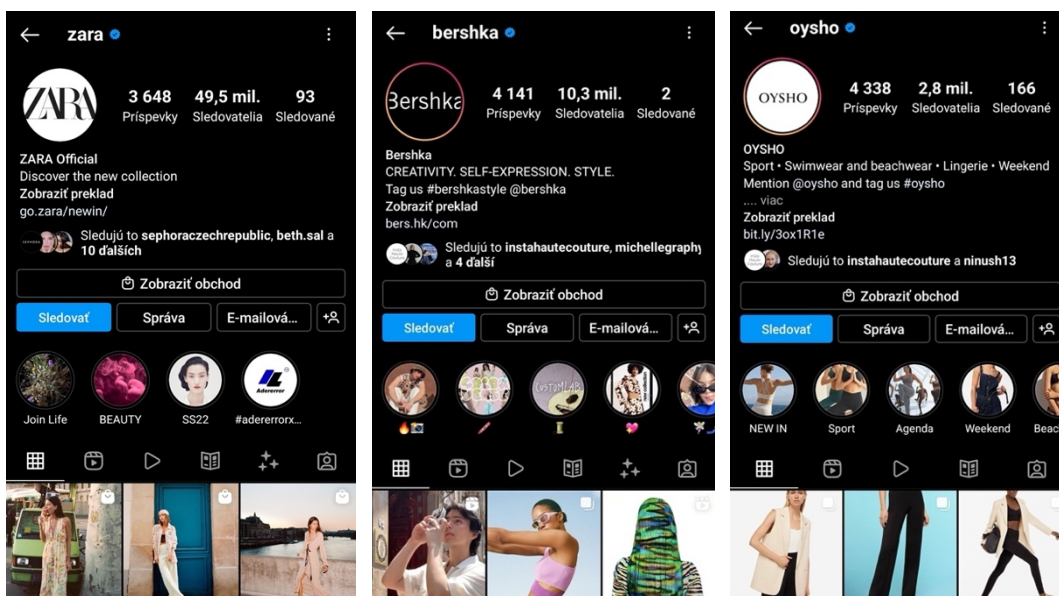 zara
ZARA
3 648 49,5 mil. 93
Príspevky Sledovatelia Sledované
ZARA Official
Discover the new collection
Zobraziť preklad
go.zara/newin/
Sledujú to sephoraczechrepublic, beth.sal a
10 ďalších
Zobraziť obchod
Sledovať Správa E-mailová...
Join Life BEAUTY SS22 #adererrorx...
Adererror
bershka
Bershka
4 141 10,3 mil. 2
Príspevky Sledovatelia Sledované
Bershka
CREATIVITY. SELF-EXPRESSION. STYLE.
Tag us #bershkastyle @bershka
Zobraziť preklad
bers.hk/com
Sledujú to instahautecouture, michellegraphy
a 4 ďalší
Zobraziť obchod
Sledovať Správa E-mailová...
CUSTOMLAB
oysho
OYSHO
4 338 2,8 mil. 166
Príspevky Sledovatelia Sledované
OYSHO
Sport • Swimwear and beachwear • Lingerie • Weekend
Mention @oysho and tag us #oysho
.... viac
Zobraziť preklad
bit.ly/3ox1R1e
Sledujú to instahautecouture a ninush13
Zobraziť obchod
Sledovať Správa E-mailová...
NEW IN Sport Agenda Weekend Beac